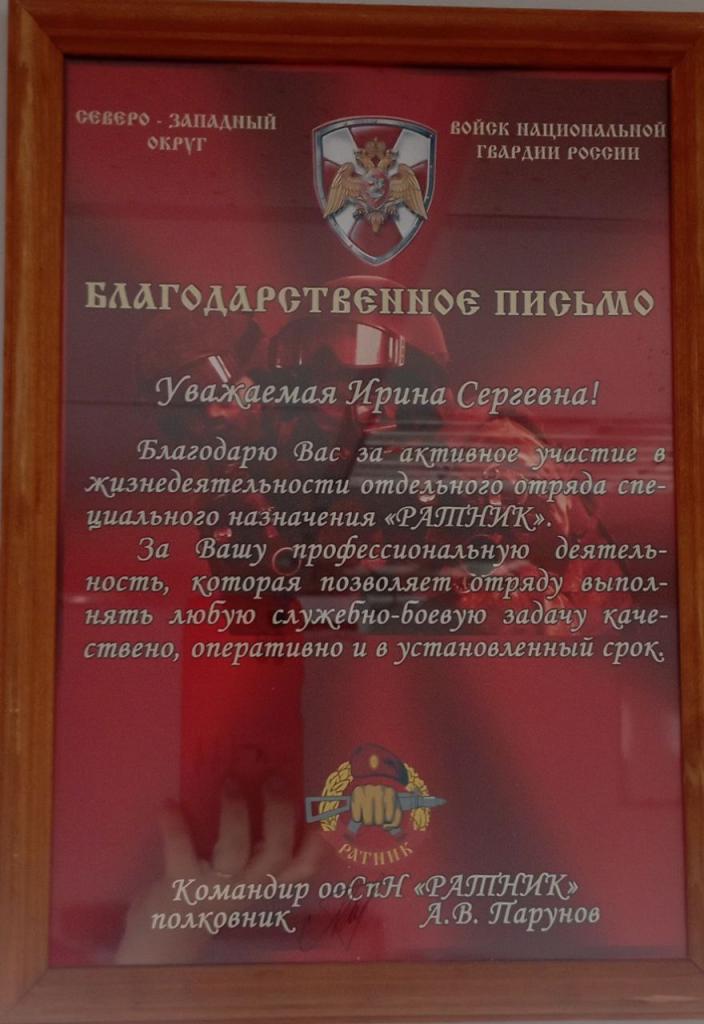 СЕВЕРО - ЗАПАДНЫЙ
ОКРУГ
ВОЙСК НАЦИОНАЛЬНОЙ
ГВАРДИИ РОССИИ
БЛАГОДАРСТВЕННОЕ ПИСЬМО
Уважаемая Ирина Сергевна!
Благодарю Вас за активное участие в
жизнедеятельности отдельного отряда спе-
циального назначения «РАТНИК».
За Вашу профессиональную деятель-
ность, которая позволяет отряду выпол-
нять любую служебно-боевую задачу каче-
ствено, оперативно и в установленный срок.
РАТНИК
Командир ооСпН «РАТНИК»
полковник А.В. Парунов